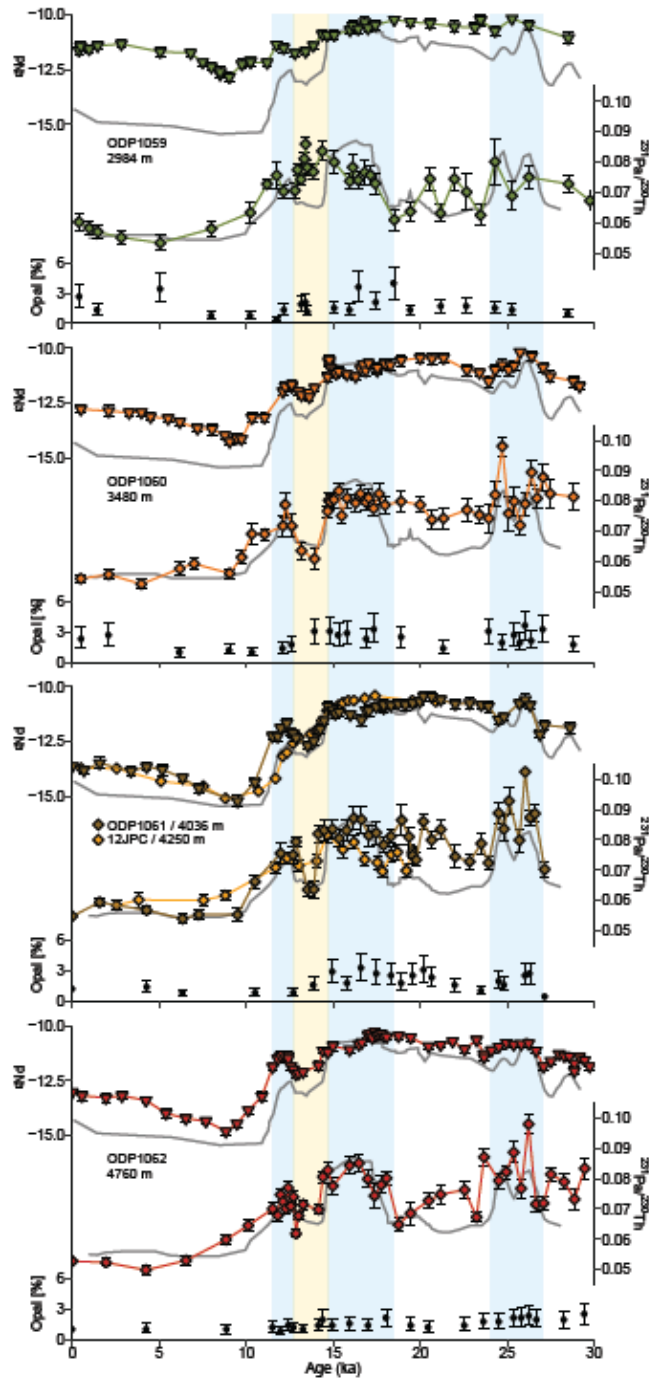 −10.0
−12.5
−15.0
εNd
ODP1059
2984 m
0.10
0.09
0.08
0.07
0.06
0.05
²³¹Pa/²³⁰Th
6
3
0
Opal [%]
−10.0
−12.5
−15.0
εNd
ODP1060
3480 m
0.10
0.09
0.08
0.07
0.06
0.05
²³¹Pa/²³⁰Th
6
3
0
Opal [%]
−10.0
−12.5
−15.0
εNd
ODP1061 / 4036 m
12JPC / 4250 m
0.10
0.09
0.08
0.07
0.06
0.05
²³¹Pa/²³⁰Th
6
3
0
Opal [%]
−10.0
−12.5
−15.0
εNd
ODP1062
4760 m
0.10
0.09
0.08
0.07
0.06
0.05
²³¹Pa/²³⁰Th
6
3
0
Opal [%]
0 5 10 15 20 25 30
Age (ka)